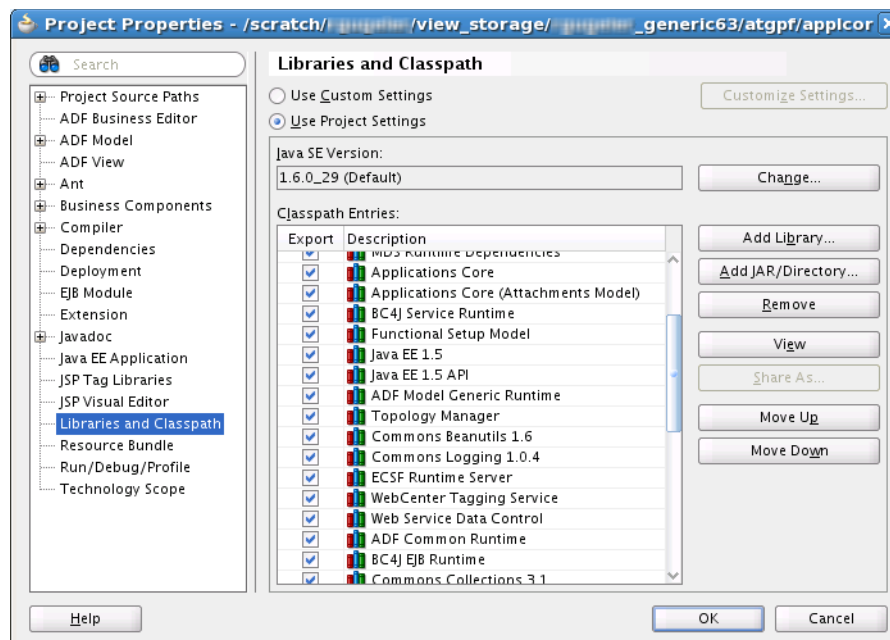 Project Properties - /scratch/ /view_storage/ _generic63/atgpf/applcor
Search
Project Source Paths
ADF Business Editor
ADF Model
ADF View
Ant
Business Components
Compiler
Dependencies
Deployment
EJB Module
Extension
Javadoc
Java EE Application
JSP Tag Libraries
JSP Visual Editor
Libraries and Classpath
Resource Bundle
Run/Debug/Profile
Technology Scope
Libraries and Classpath
Use Custom Settings
Customize Settings...
Use Project Settings
Java SE Version:
1.6.0_29 (Default)
Change...
Classpath Entries:
Export Description
MDS Runtime Dependencies
Applications Core
Applications Core (Attachments Model)
BC4J Service Runtime
Functional Setup Model
Java EE 1.5
Java EE 1.5 API
ADF Model Generic Runtime
Topology Manager
Commons Beanutils 1.6
Commons Logging 1.0.4
ECSF Runtime Server
WebCenter Tagging Service
Web Service Data Control
ADF Common Runtime
BC4J EJB Runtime
Commons Collections 3.1
Add Library...
Add JAR/Directory...
Remove
View
Share As...
Move Up
Move Down
Help
OK
Cancel